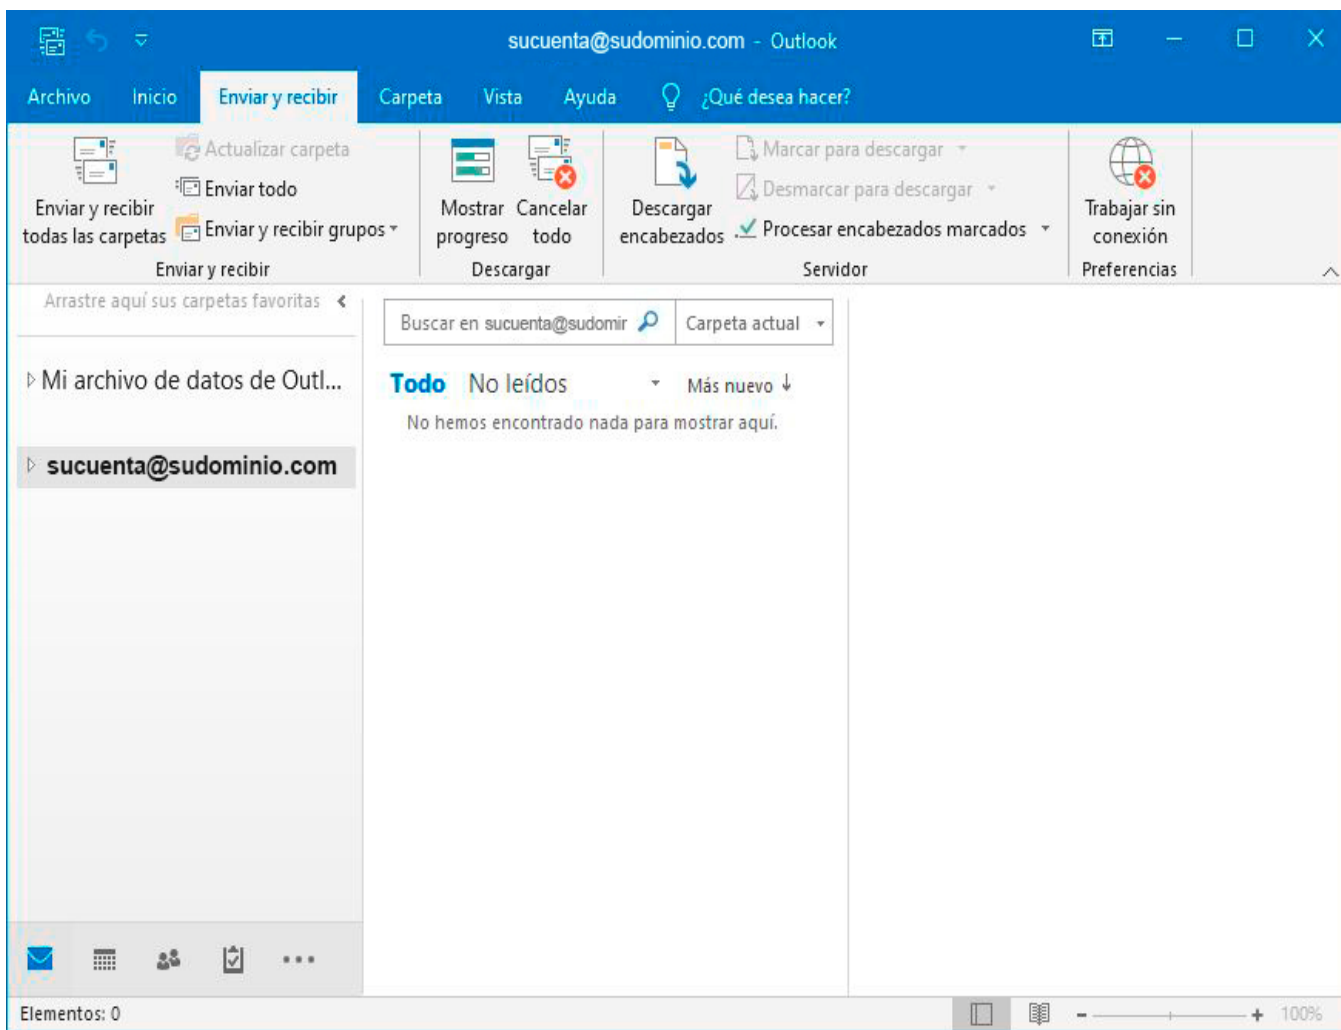 sucuenta@sudominio.com - Outlook
Archivo Inicio Enviar y recibir Carpeta Vista Ayuda ¿Qué desea hacer?
Enviar y recibir
todas las carpetas
Actualizar carpeta
Enviar todo
Enviar y recibir grupos
Enviar y recibir
Mostrar
progreso
Cancelar
todo
Descargar
Descargar
encabezados
Marcar para descargar
Desmarcar para descargar
Procesar encabezados marcados
Servidor
Trabajar sin
conexión
Preferencias
Arrastre aquí sus carpetas favoritas
Mi archivo de datos de Outl...
sucuenta@sudominio.com
Buscar en sucuenta@sudomir
Carpeta actual
Todo No leídos Más nuevo
No hemos encontrado nada para mostrar aquí.
Elementos: 0
100%